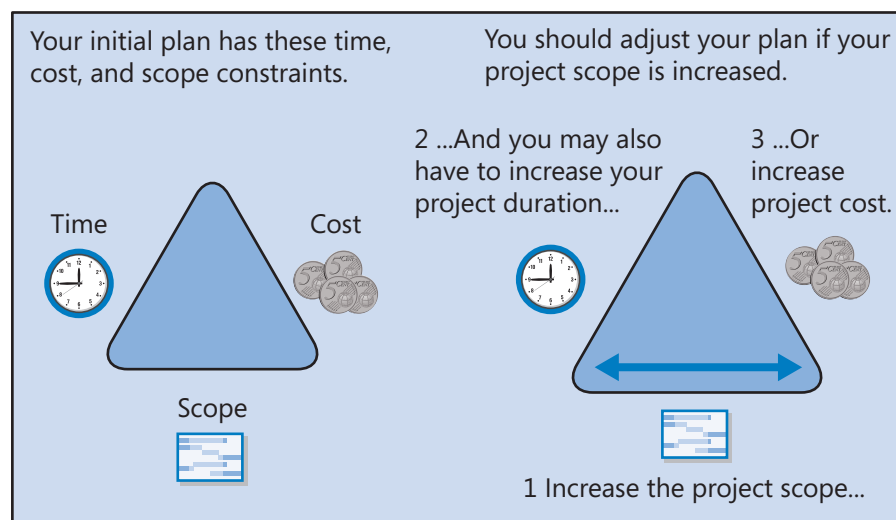 Your initial plan has these time,
cost, and scope constraints.
Time
Cost
Scope
You should adjust your plan if your
project scope is increased.
2 ...And you may also
have to increase your
project duration...
3 ...Or
increase
project cost.
1 Increase the project scope...